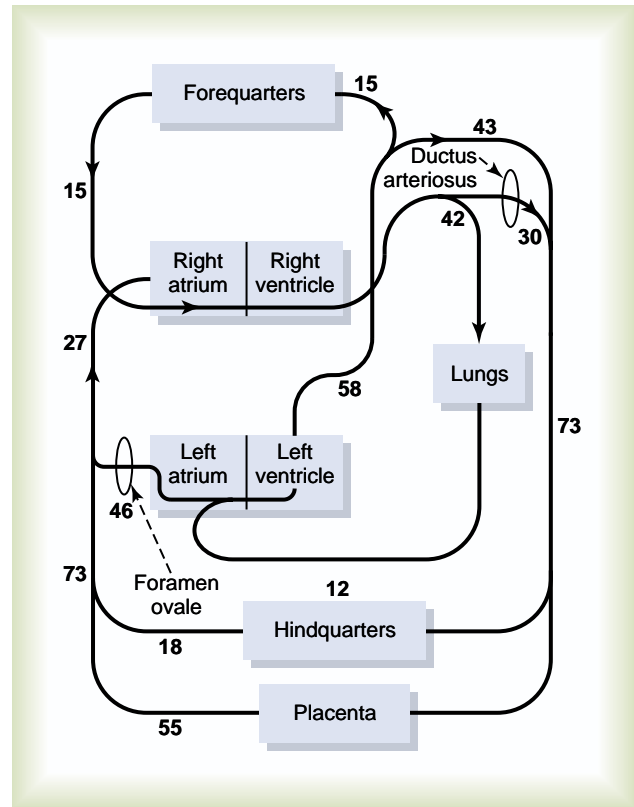 Forequarters
15
43
Ductus
arteriosus
15
42
30
Right
atrium
Right
ventricle
27
Lungs
58
73
Left
atrium
Left
ventricle
46
73
Foramen
ovale
12
Hindquarters
18
Placenta
55